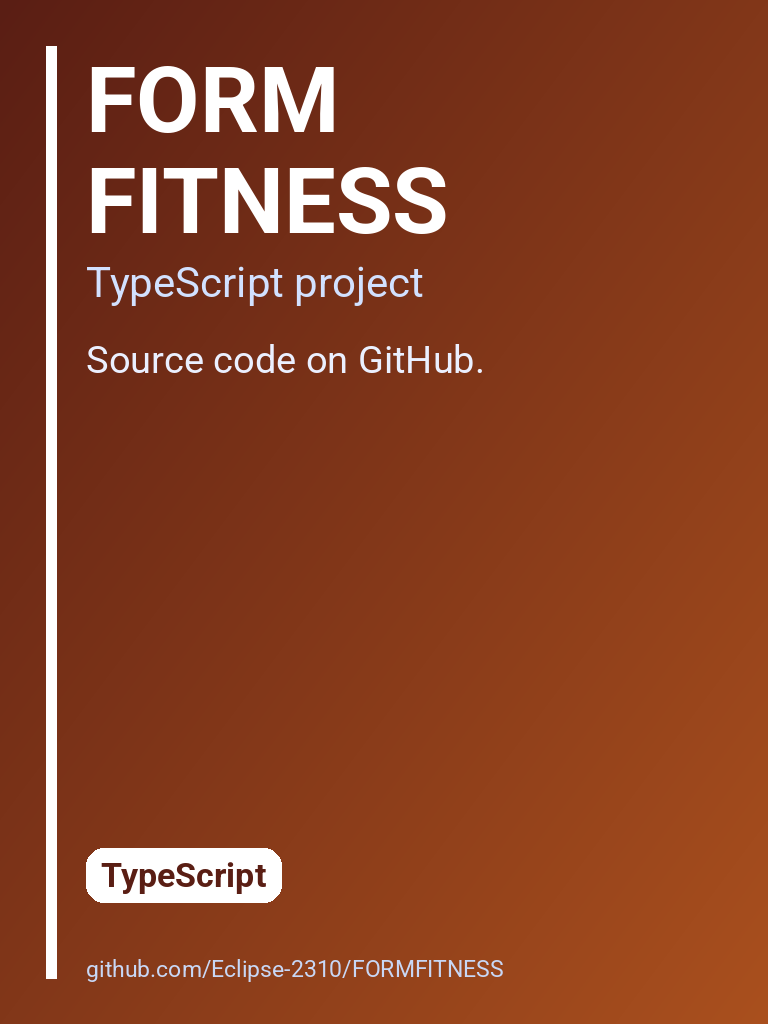 FORM
FITNESS
TypeScript project
Source code on GitHub.
TypeScript
github.com/Eclipse-2310/FORMFITNESS